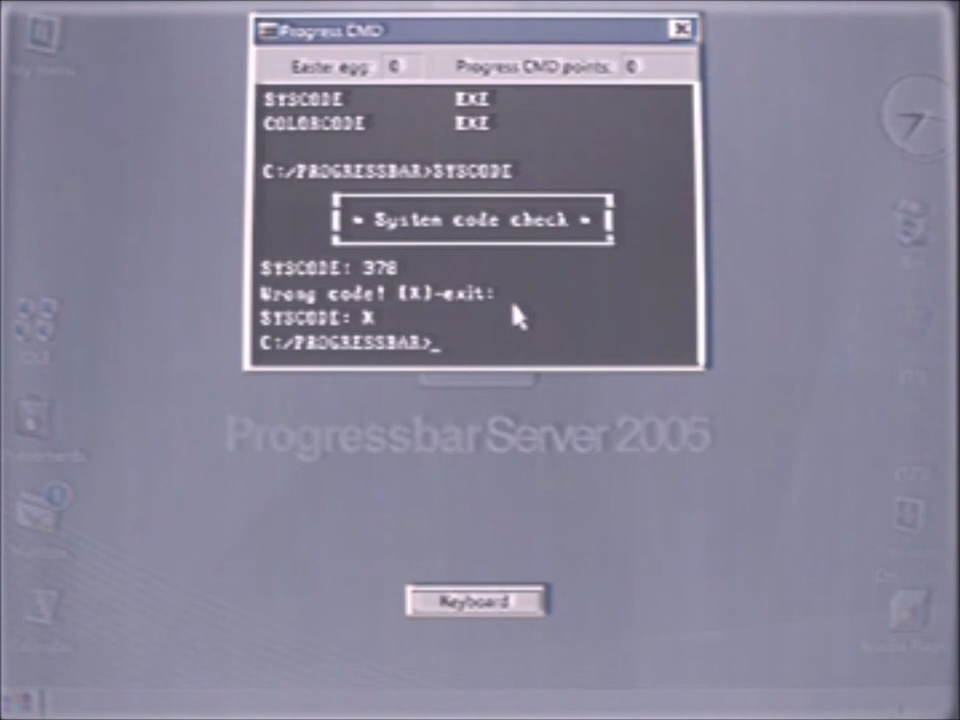 Progress CMD
Easter egg: 0 Progress CMD points: 0
SYSCODE EXE
COLORCODE EXE
C:/PROGRESSBAR>SYSCODE
System code check
SYSCODE: 378
Wrong code! (X)-exit:
SYSCODE: X
C:/PROGRESSBAR>_
Progressbar Server 2005
Keyboard